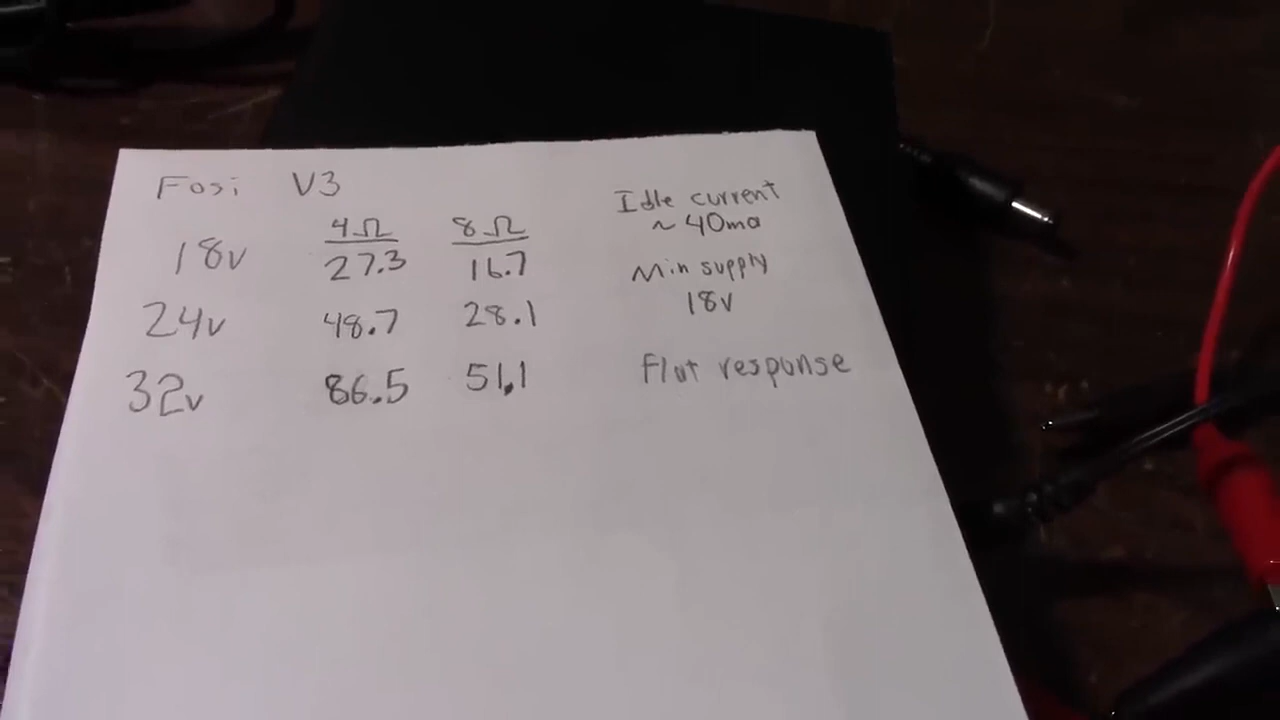 Fosi V3
4Ω 8Ω
18v 27.3 16.7
24v 48.7 28.1
32v 86.5 51.1
Idle current
~ 40ma
Min supply
18v
flat response